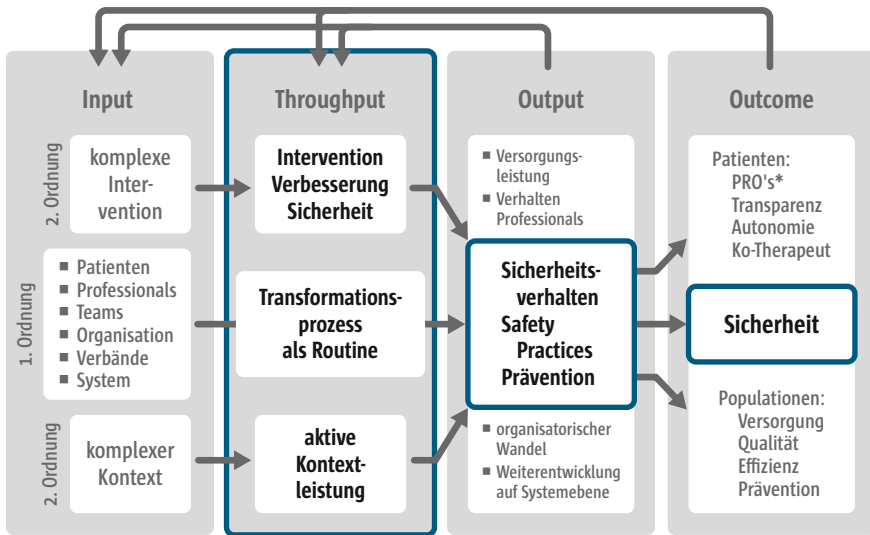 Input
Throughput
Output
Outcome
2. Ordnung
komplexe
Inter-
vention
Intervention
Verbesserung
Sicherheit
■ Versorgungs-
leistung
■ Verhalten
Professionals
Patienten:
PRO's*
Transparenz
Autonomie
Ko-Therapeut
1. Ordnung
■ Patienten
■ Professionals
■ Teams
■ Organisation
■ Verbände
■ System
Transformations-
prozess
als Routine
Sicherheits-
verhalten
Safety
Practices
Prävention
Sicherheit
2. Ordnung
komplexer
Kontext
aktive
Kontext-
leistung
■ organisatorischer
Wandel
■ Weiterentwicklung
auf Systemebene
Populationen:
Versorgung
Qualität
Effizienz
Prävention